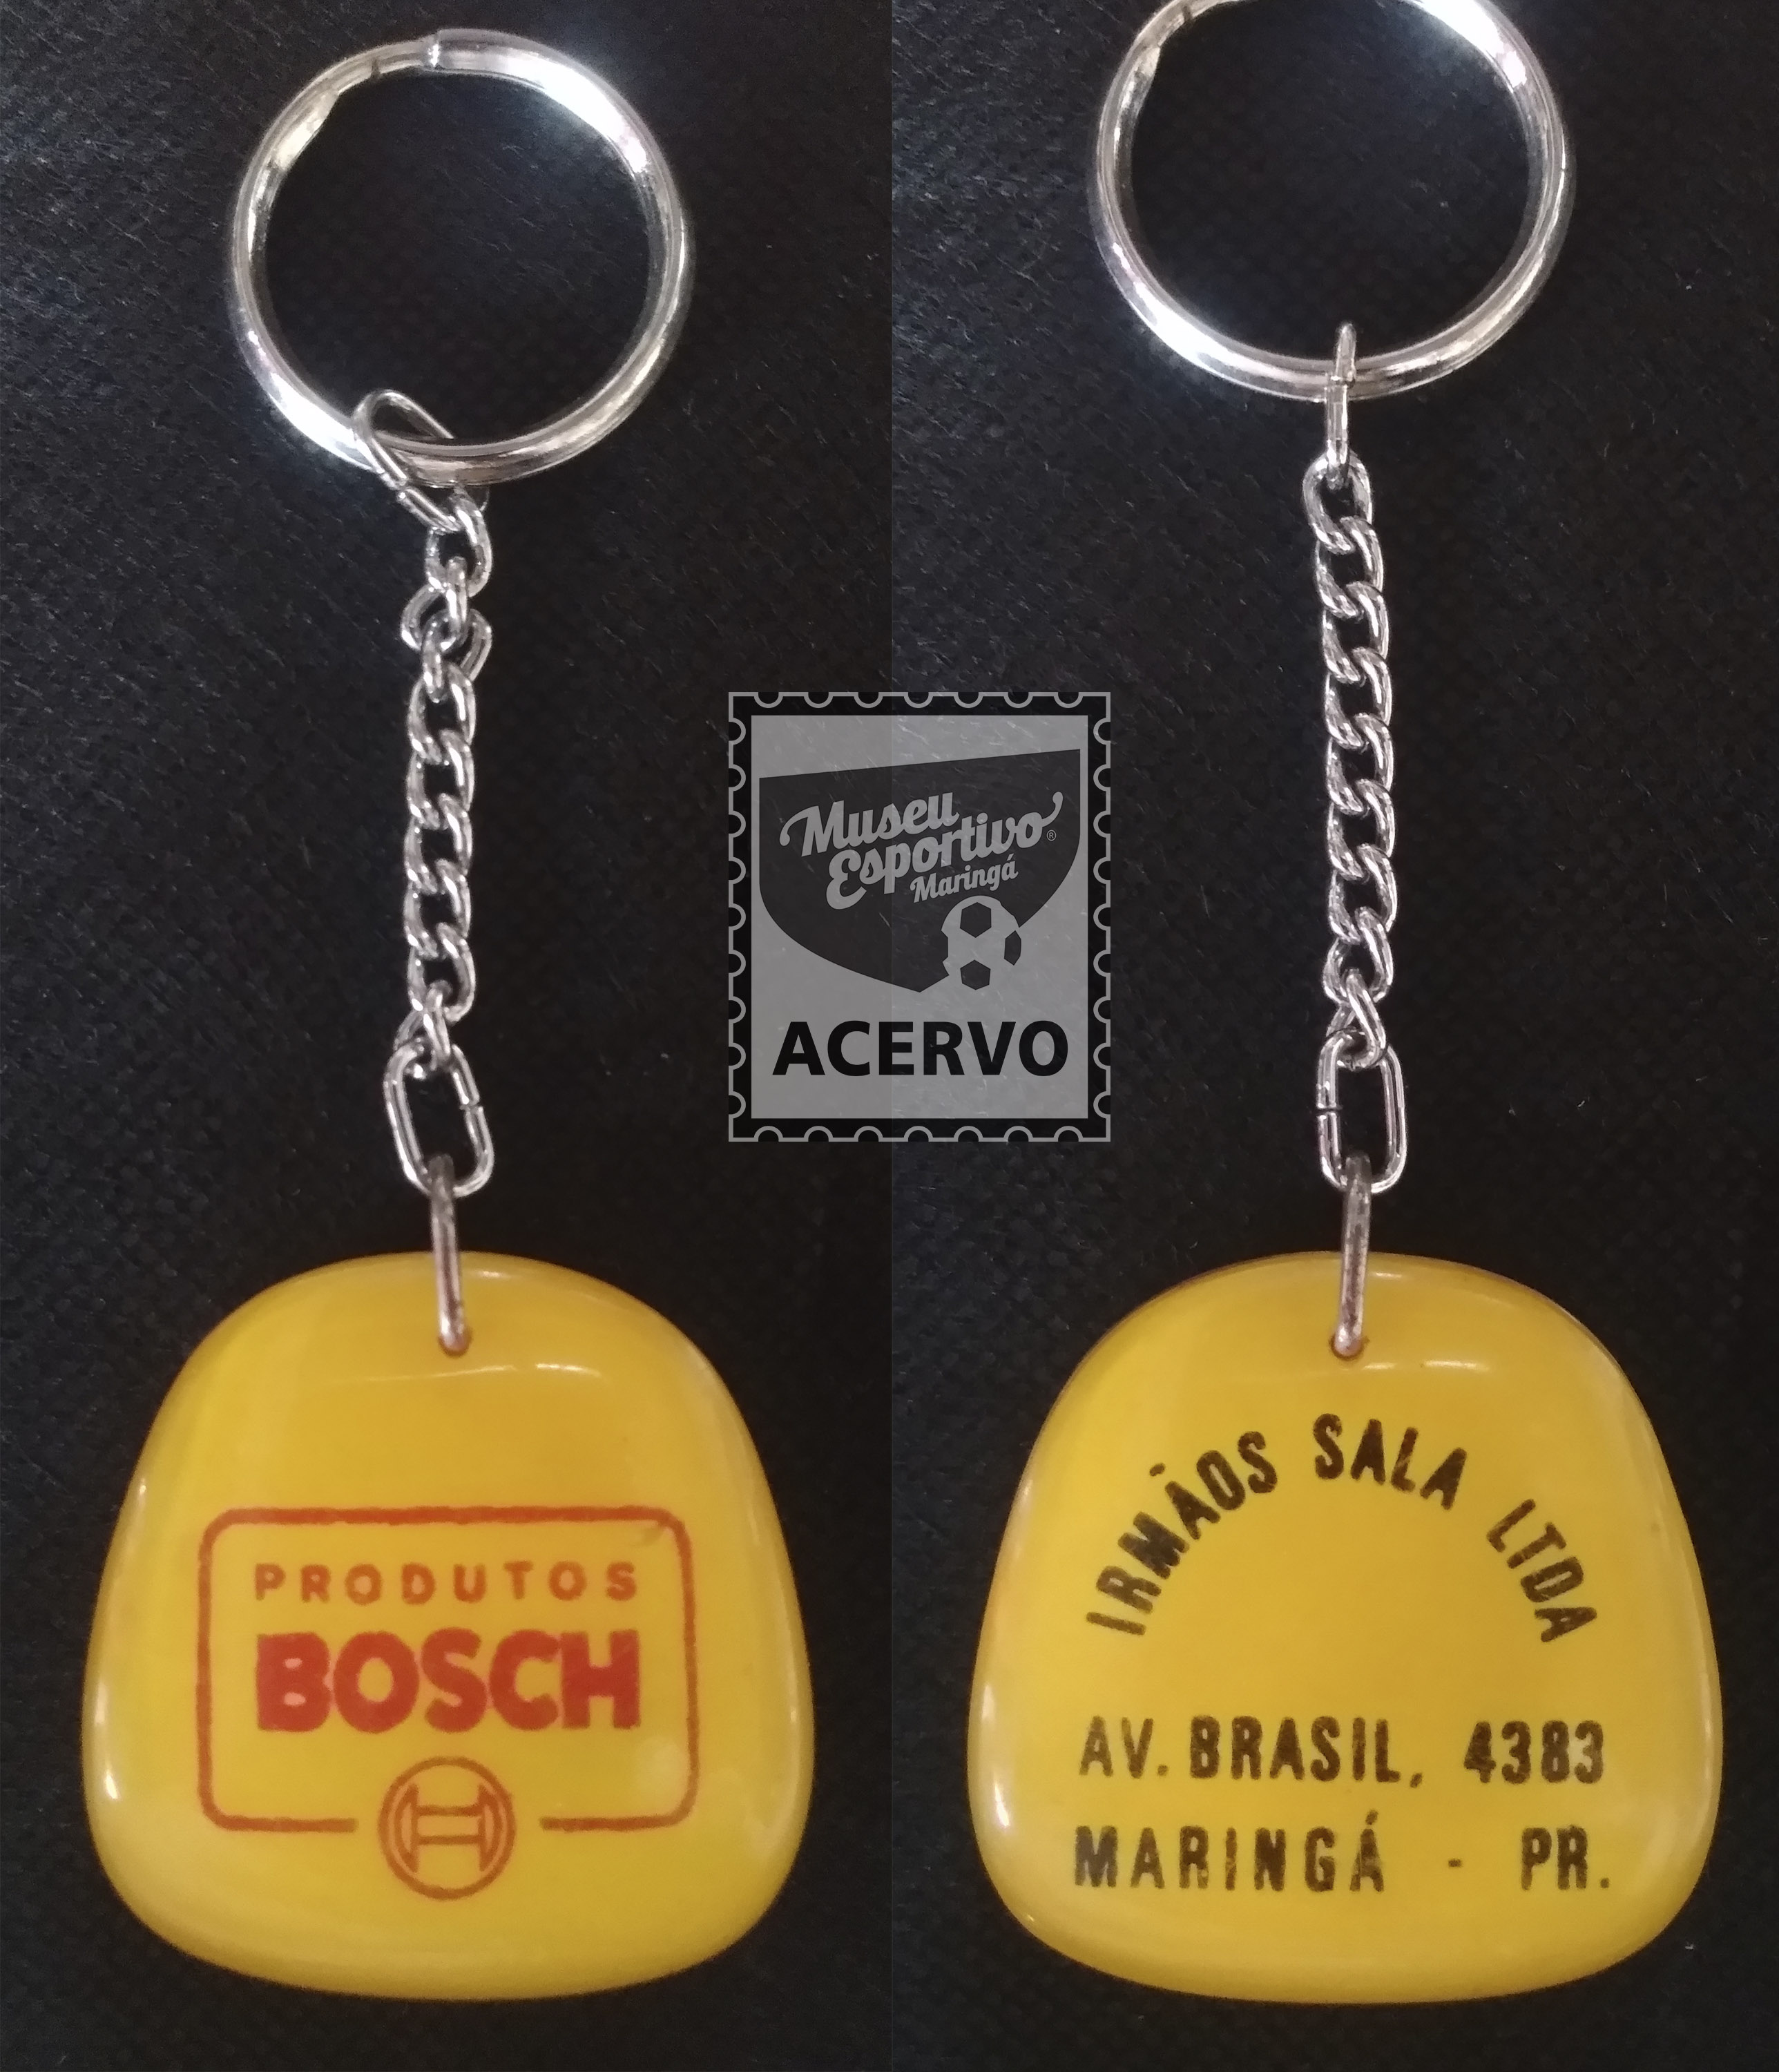 PRODUTOS
BOSCH
Museu
Esportivo®
Maringá
ACERVO
IRMÃOS SALA LTDA
AV. BRASIL, 4383
MARINGÁ - PR.